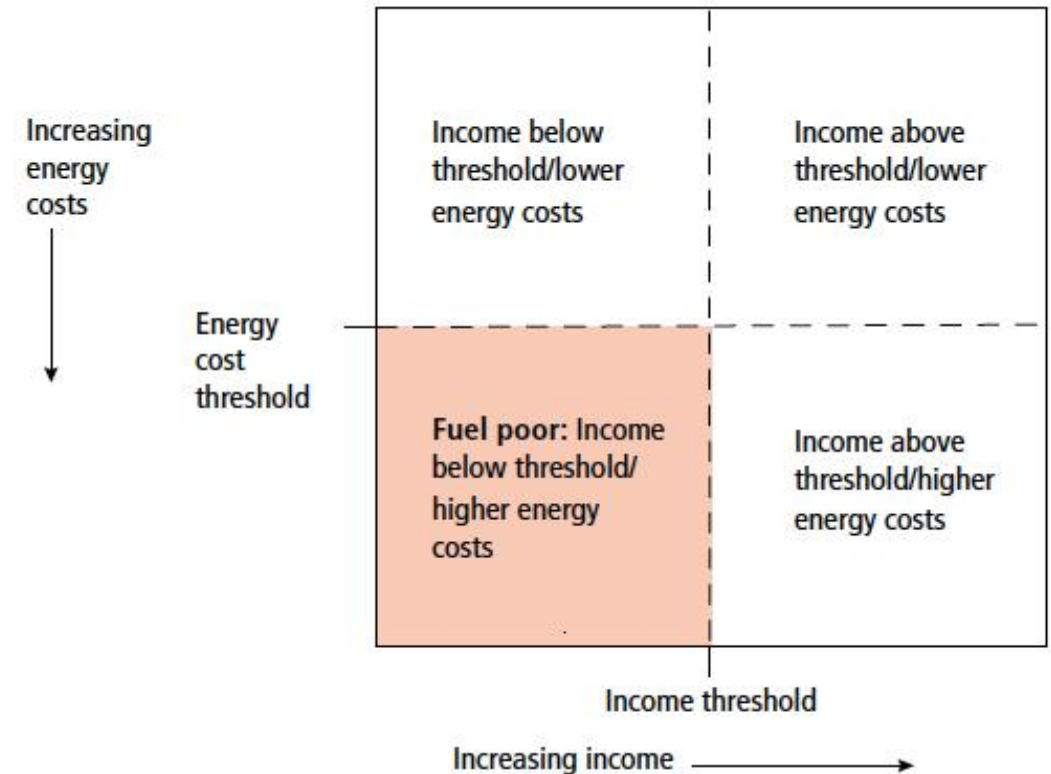 Increasing
energy
costs
Income below
threshold/lower
energy costs
Income above
threshold/lower
energy costs
Energy
cost
threshold
Fuel poor: Income
below threshold/
higher energy
costs
Income above
threshold/higher
energy costs
Income threshold
Increasing income